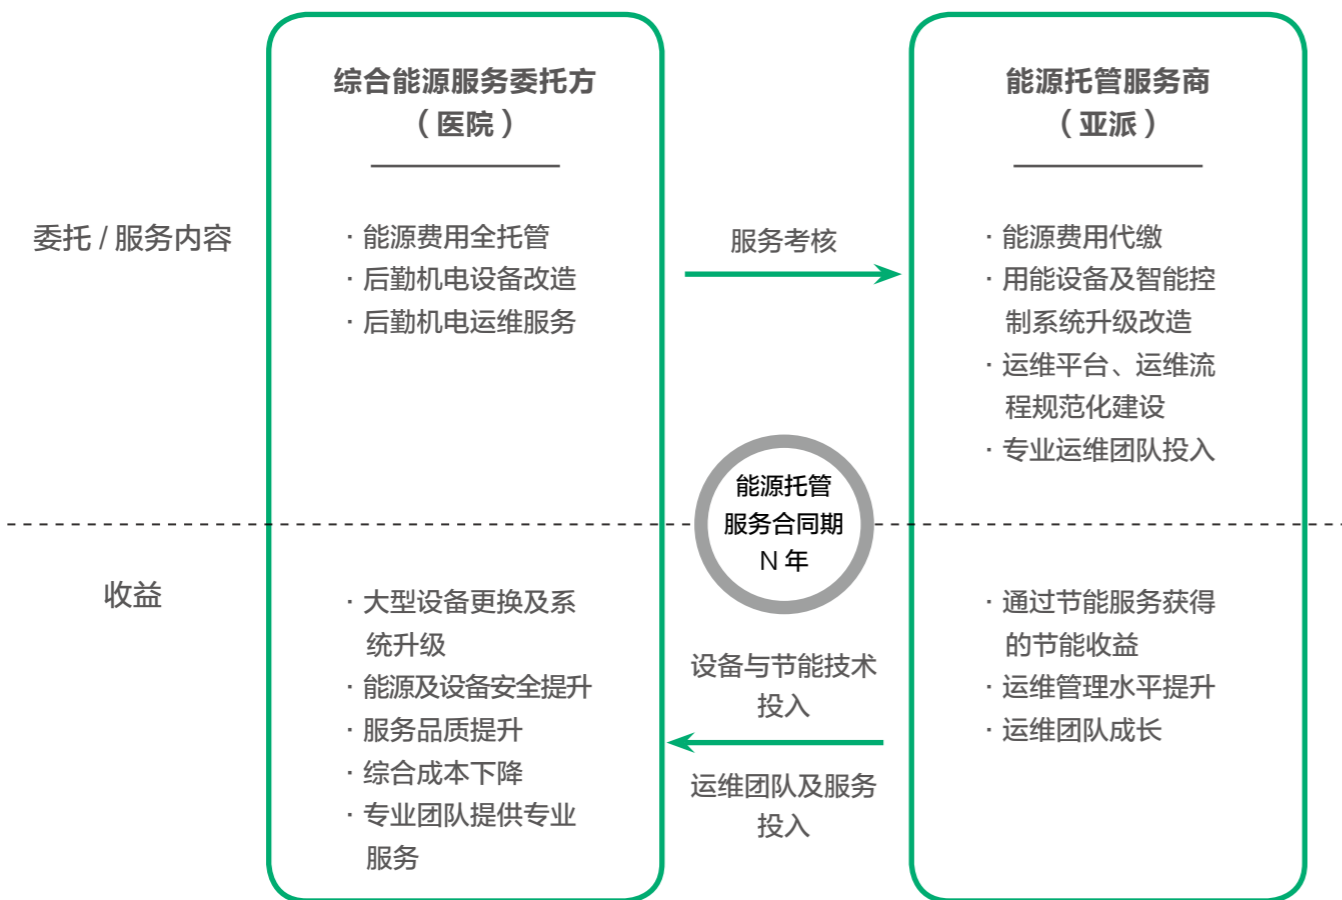 综合能源服务委托方
（医院）
能源托管服务商
（亚派）
委托 / 服务内容
· 能源费用全托管
· 后勤机电设备改造
· 后勤机电运维服务
服务考核
· 能源费用代缴
· 用能设备及智能控
制系统升级改造
· 运维平台、运维流
程规范化建设
· 专业运维团队投入
能源托管
服务合同期
N 年
收益
· 大型设备更换及系
统升级
· 能源及设备安全提升
· 服务品质提升
· 综合成本下降
· 专业团队提供专业
服务
设备与节能技术
投入
运维团队及服务
投入
· 通过节能服务获得
的节能收益
· 运维管理水平提升
· 运维团队成长